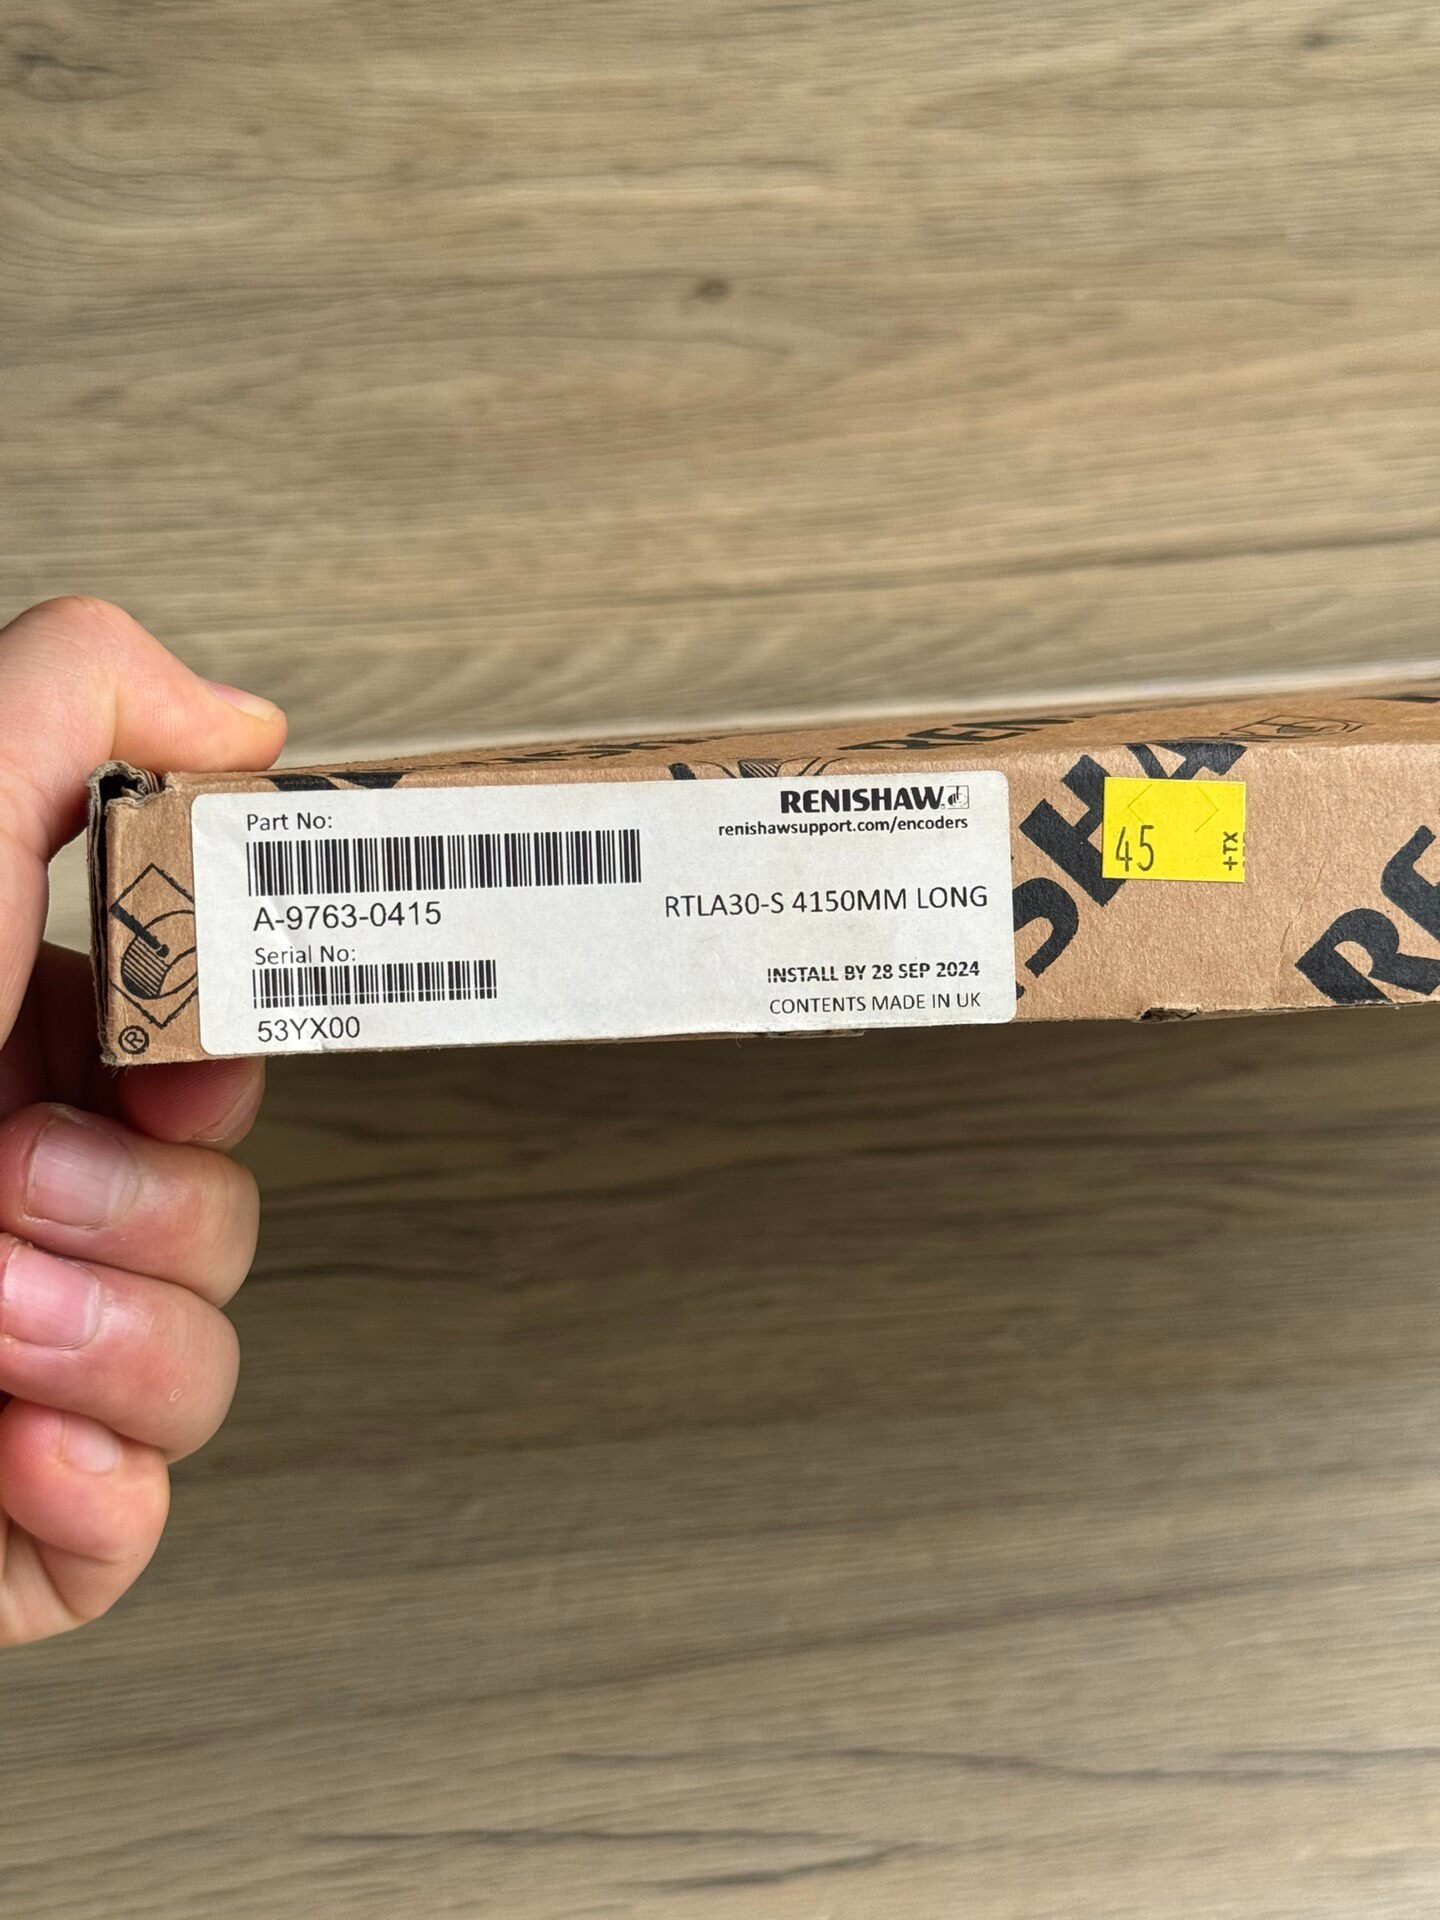 Part No:
A-9763-0415
Serial No:
53YX00
RENISHAW
renishawsupport.com/encoders
RTLA30-S 4150MM LONG
INSTALL BY 28 SEP 2024
CONTENTS MADE IN UK
45
+TX
®